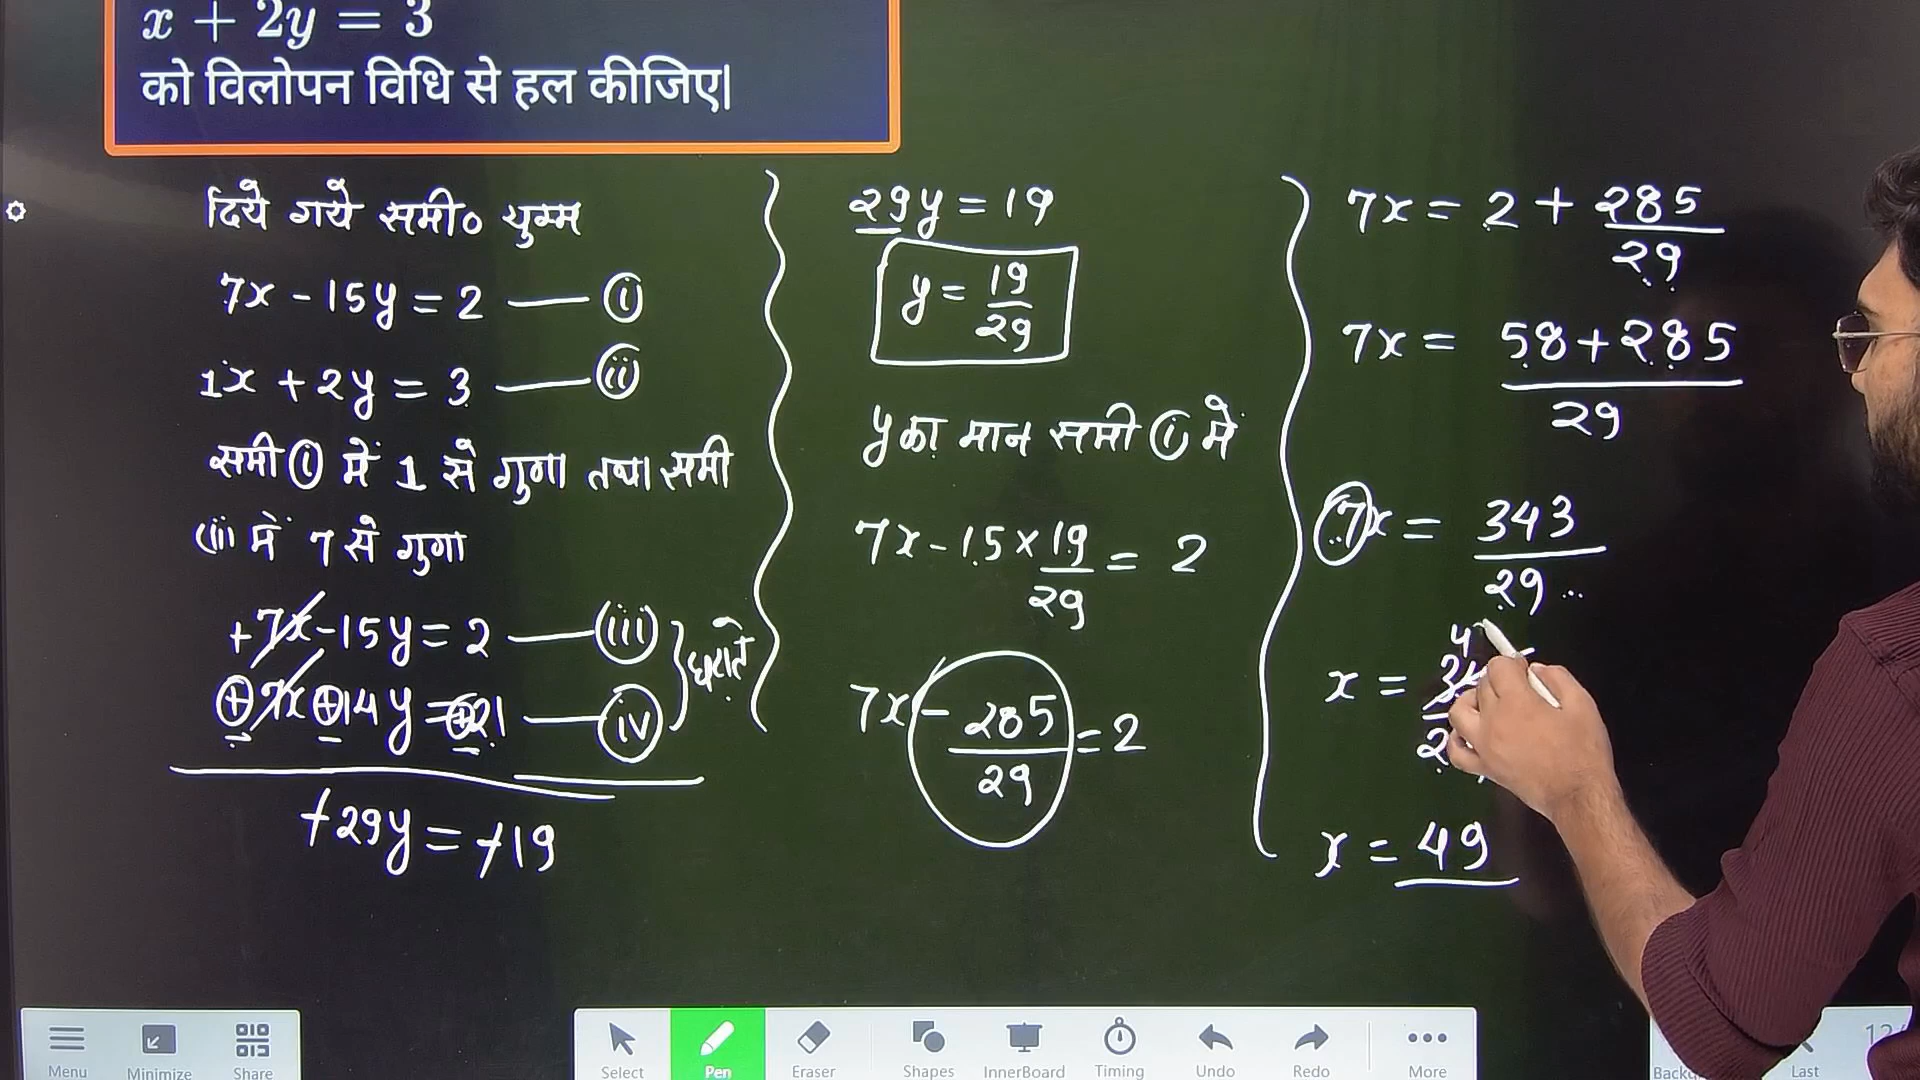 x + 2y = 3
को विलोपन विधि से हल कीजिए|
दिये गये समी० युग्म
7x - 15y = 2 —— (i)
1x + 2y = 3 —— (ii)
समी (i) में 1 से गुणा तथा समी
(ii) में 7 से गुणा
+7x - 15y = 2 —— (iii)
+7x + 14y = +21 —— (iv)
घटाने
+29y = +19
29y = 19
y = 19/29
y का मान समी (i) में
7x - 15 × 19/29 = 2
7x - 285/29 = 2
7x = 2 + 285/29
7x = 58 + 285/29
7x = 343/29
x =
x = 49
Menu
Minimize
Share
Select
Pen
Eraser
Shapes
InnerBoard
Timing
Undo
Redo
More
Last